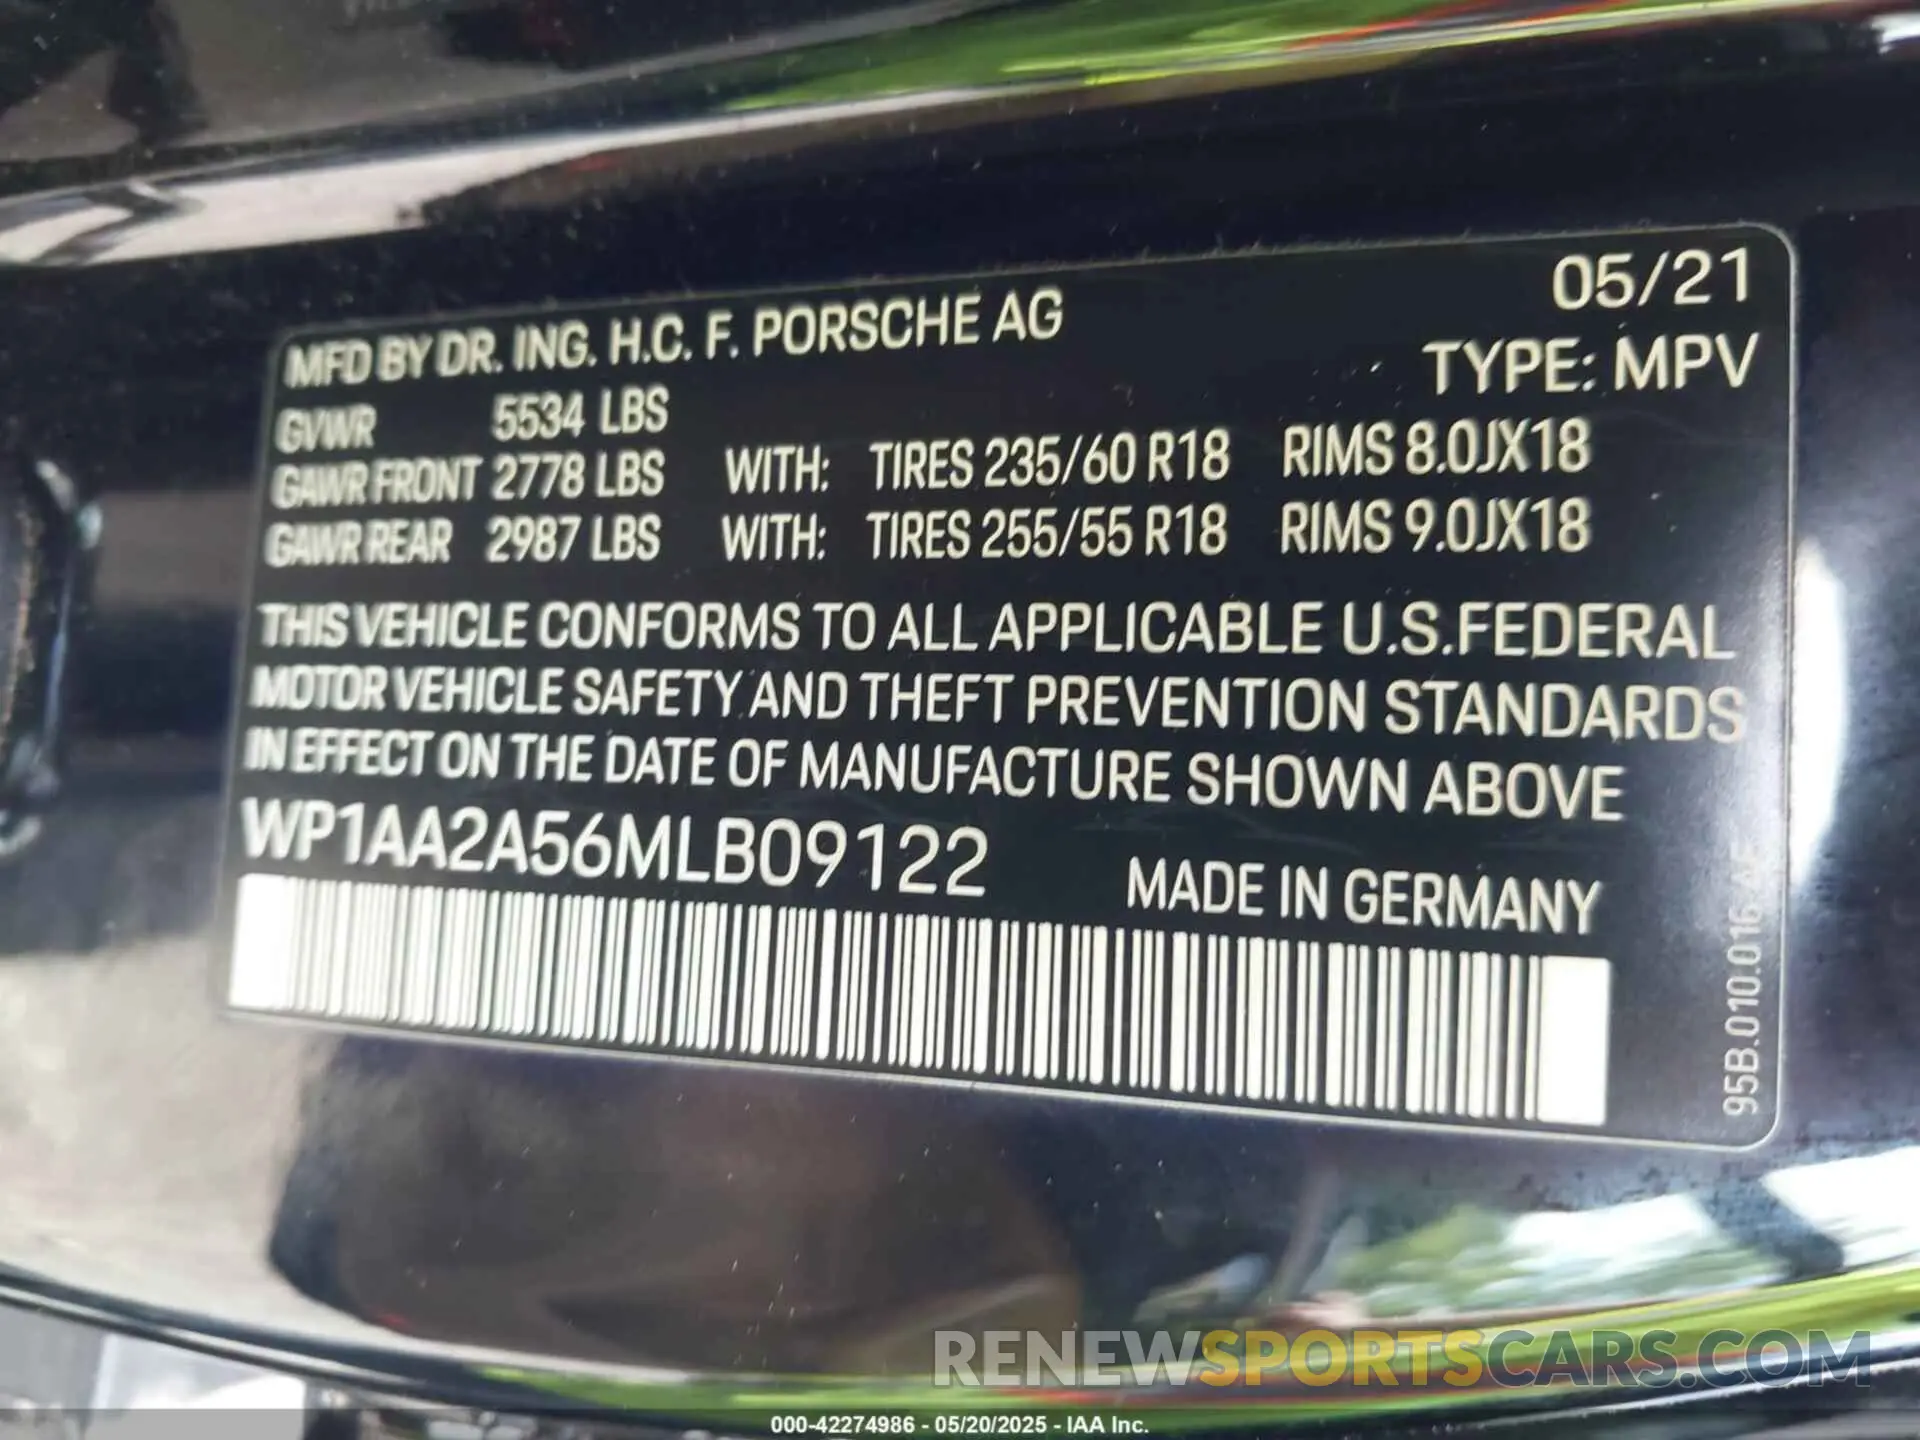 05/21
MFD BY DR. ING. H.C. F. PORSCHE AG
TYPE: MPV
GVWR 5534 LBS
GAWR FRONT 2778 LBS WITH: TIRES 235/60 R18 RIMS 8.0JX18
GAWR REAR 2987 LBS WITH: TIRES 255/55 R18 RIMS 9.0JX18
THIS VEHICLE CONFORMS TO ALL APPLICABLE U.S.FEDERAL
MOTOR VEHICLE SAFETY AND THEFT PREVENTION STANDARDS
IN EFFECT ON THE DATE OF MANUFACTURE SHOWN ABOVE
WP1AA2A56MLB09122
MADE IN GERMANY
95B.010.016
RENEWSPORTSCARS.COM
000-42274986 - 05/20/2025 - IAA Inc.